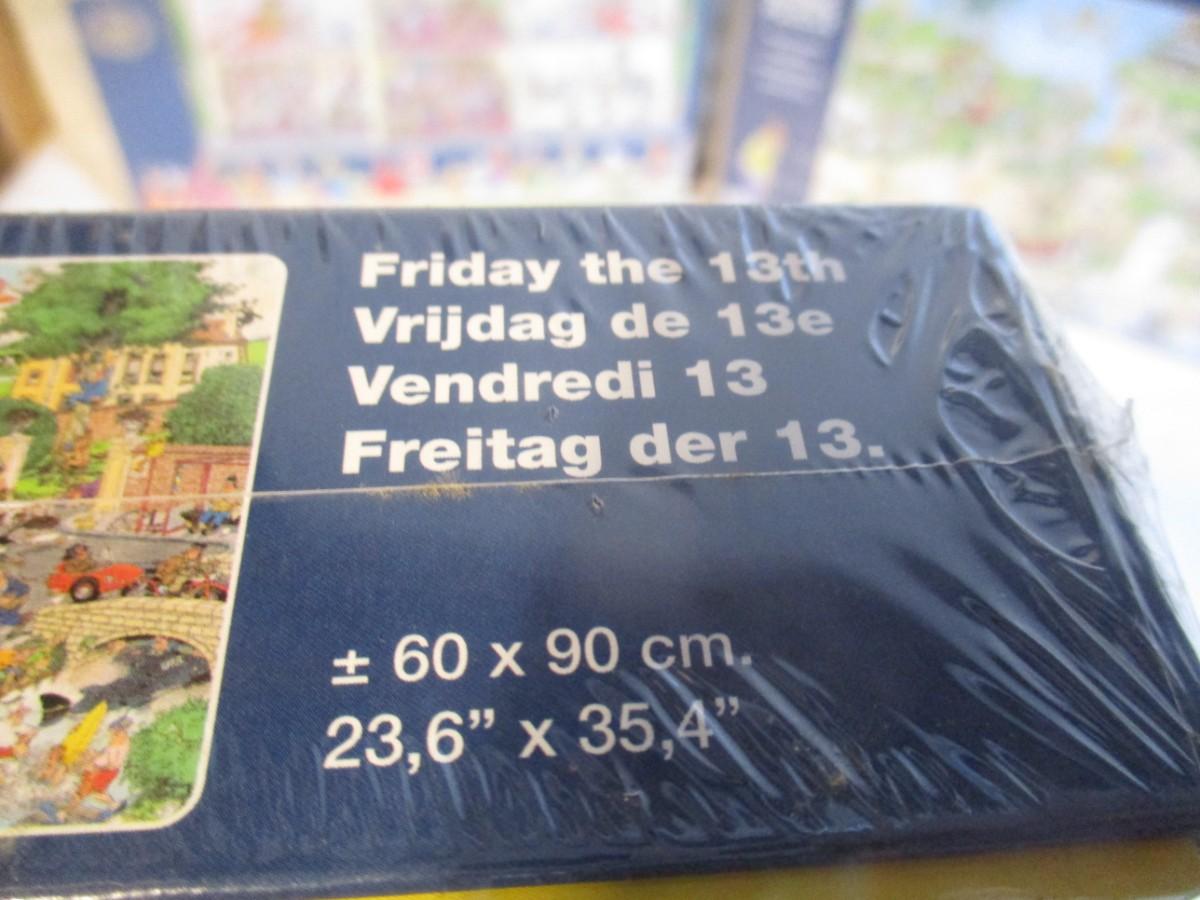 Friday the 13th
Vrijdag de 13e
Vendredi 13
Freitag der 13.
± 60 x 90 cm.
23,6” x 35,4”